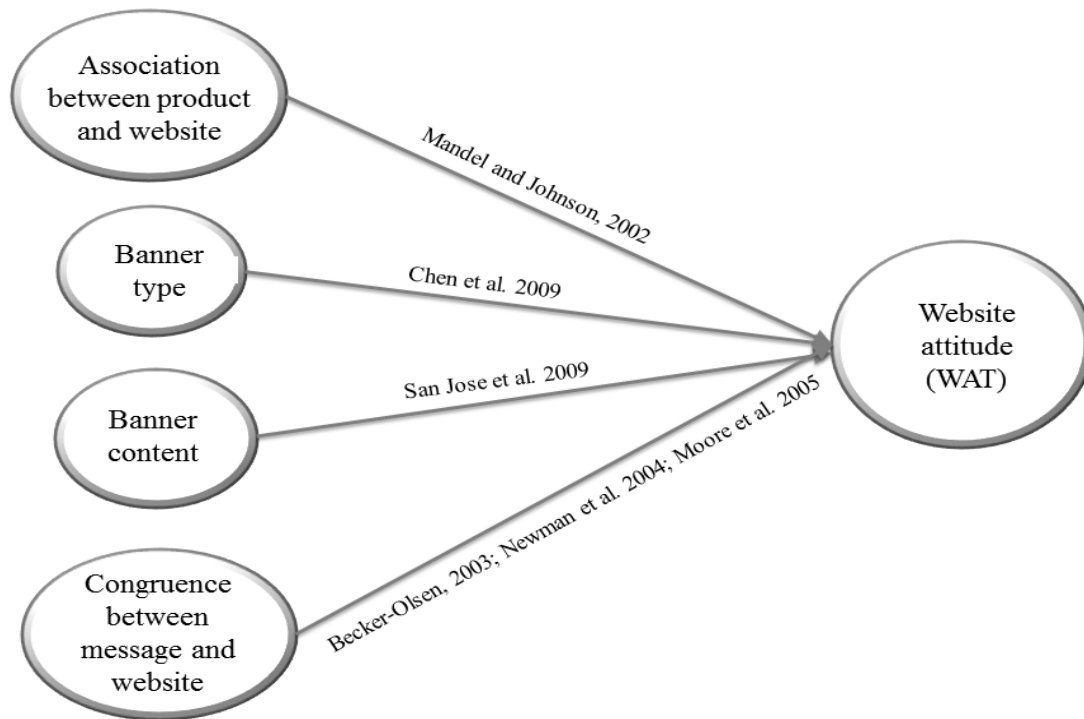 Association
between product
and website
Mandel and Johnson, 2002
Banner
type
Chen et al. 2009
Website
attitude
(WAT)
San Jose et al. 2009
Banner
content
Becker-Olsen, 2003; Newman et al. 2004; Moore et al. 2005
Congruence
between
message and
website